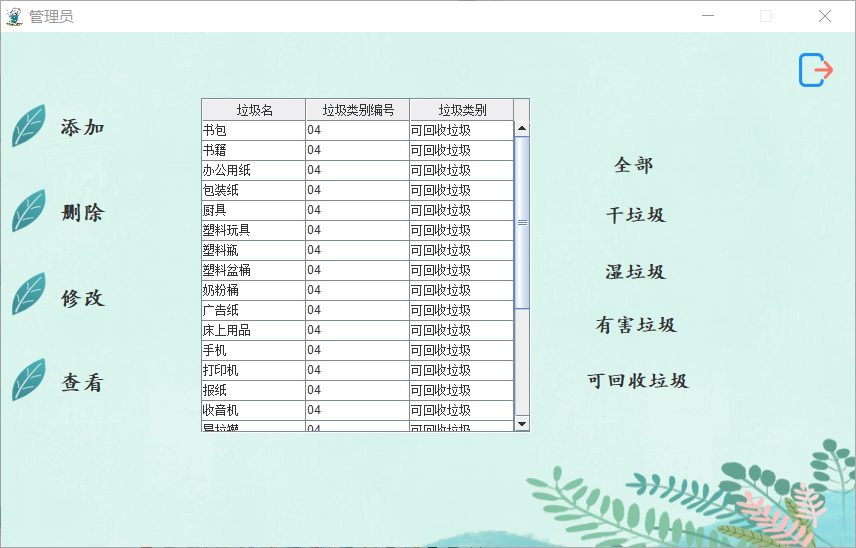 管理员
添加
删除
修改
查看
垃圾名 垃圾类别编号 垃圾类别
书包 04 可回收垃圾
书籍 04 可回收垃圾
办公用纸 04 可回收垃圾
包装纸 04 可回收垃圾
厨具 04 可回收垃圾
塑料玩具 04 可回收垃圾
塑料瓶 04 可回收垃圾
塑料盆桶 04 可回收垃圾
奶粉桶 04 可回收垃圾
广告纸 04 可回收垃圾
床上用品 04 可回收垃圾
手机 04 可回收垃圾
打印机 04 可回收垃圾
报纸 04 可回收垃圾
收音机 04 可回收垃圾
易拉罐 04 可回收垃圾
全部
干垃圾
湿垃圾
有害垃圾
可回收垃圾